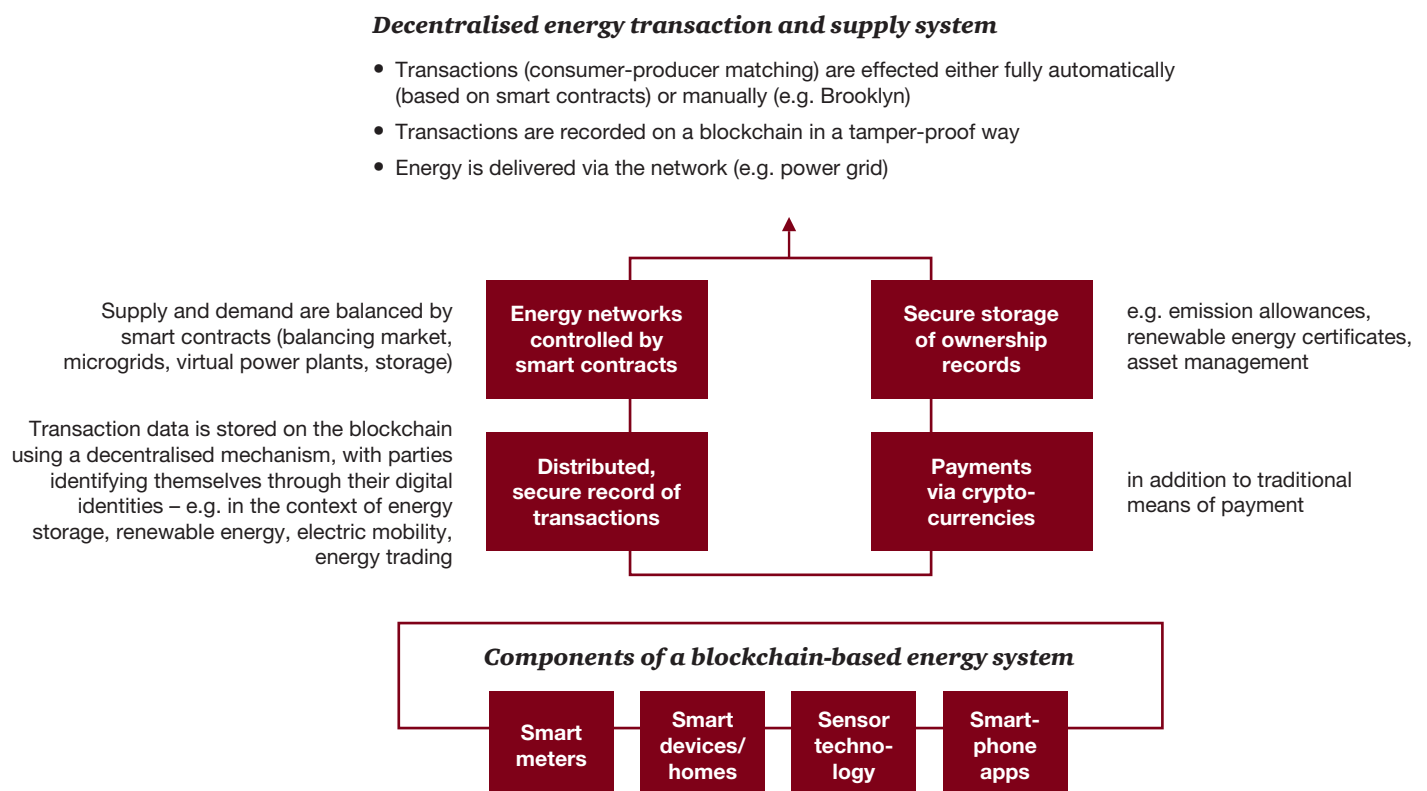 Decentralised energy transaction and supply system
• Transactions (consumer-producer matching) are effected either fully automatically
(based on smart contracts) or manually (e.g. Brooklyn)
• Transactions are recorded on a blockchain in a tamper-proof way
• Energy is delivered via the network (e.g. power grid)
Supply and demand are balanced by
smart contracts (balancing market,
microgrids, virtual power plants, storage)
Energy networks
controlled by
smart contracts
Secure storage
of ownership
records
e.g. emission allowances,
renewable energy certificates,
asset management
Transaction data is stored on the blockchain
using a decentralised mechanism, with parties
identifying themselves through their digital
identities – e.g. in the context of energy
storage, renewable energy, electric mobility,
energy trading
Distributed,
secure record of
transactions
Payments
via crypto-
currencies
in addition to traditional
means of payment
Components of a blockchain-based energy system
Smart
meters
Smart
devices/
homes
Sensor
techno-
logy
Smart-
phone
apps